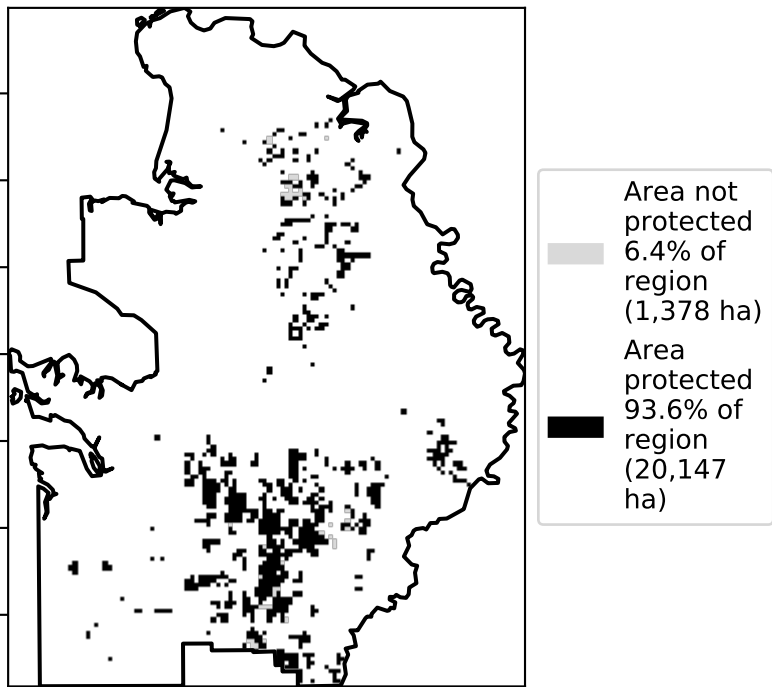 Area not
protected
6.4% of
region
(1,378 ha)
Area
protected
93.6% of
region
(20,147
ha)